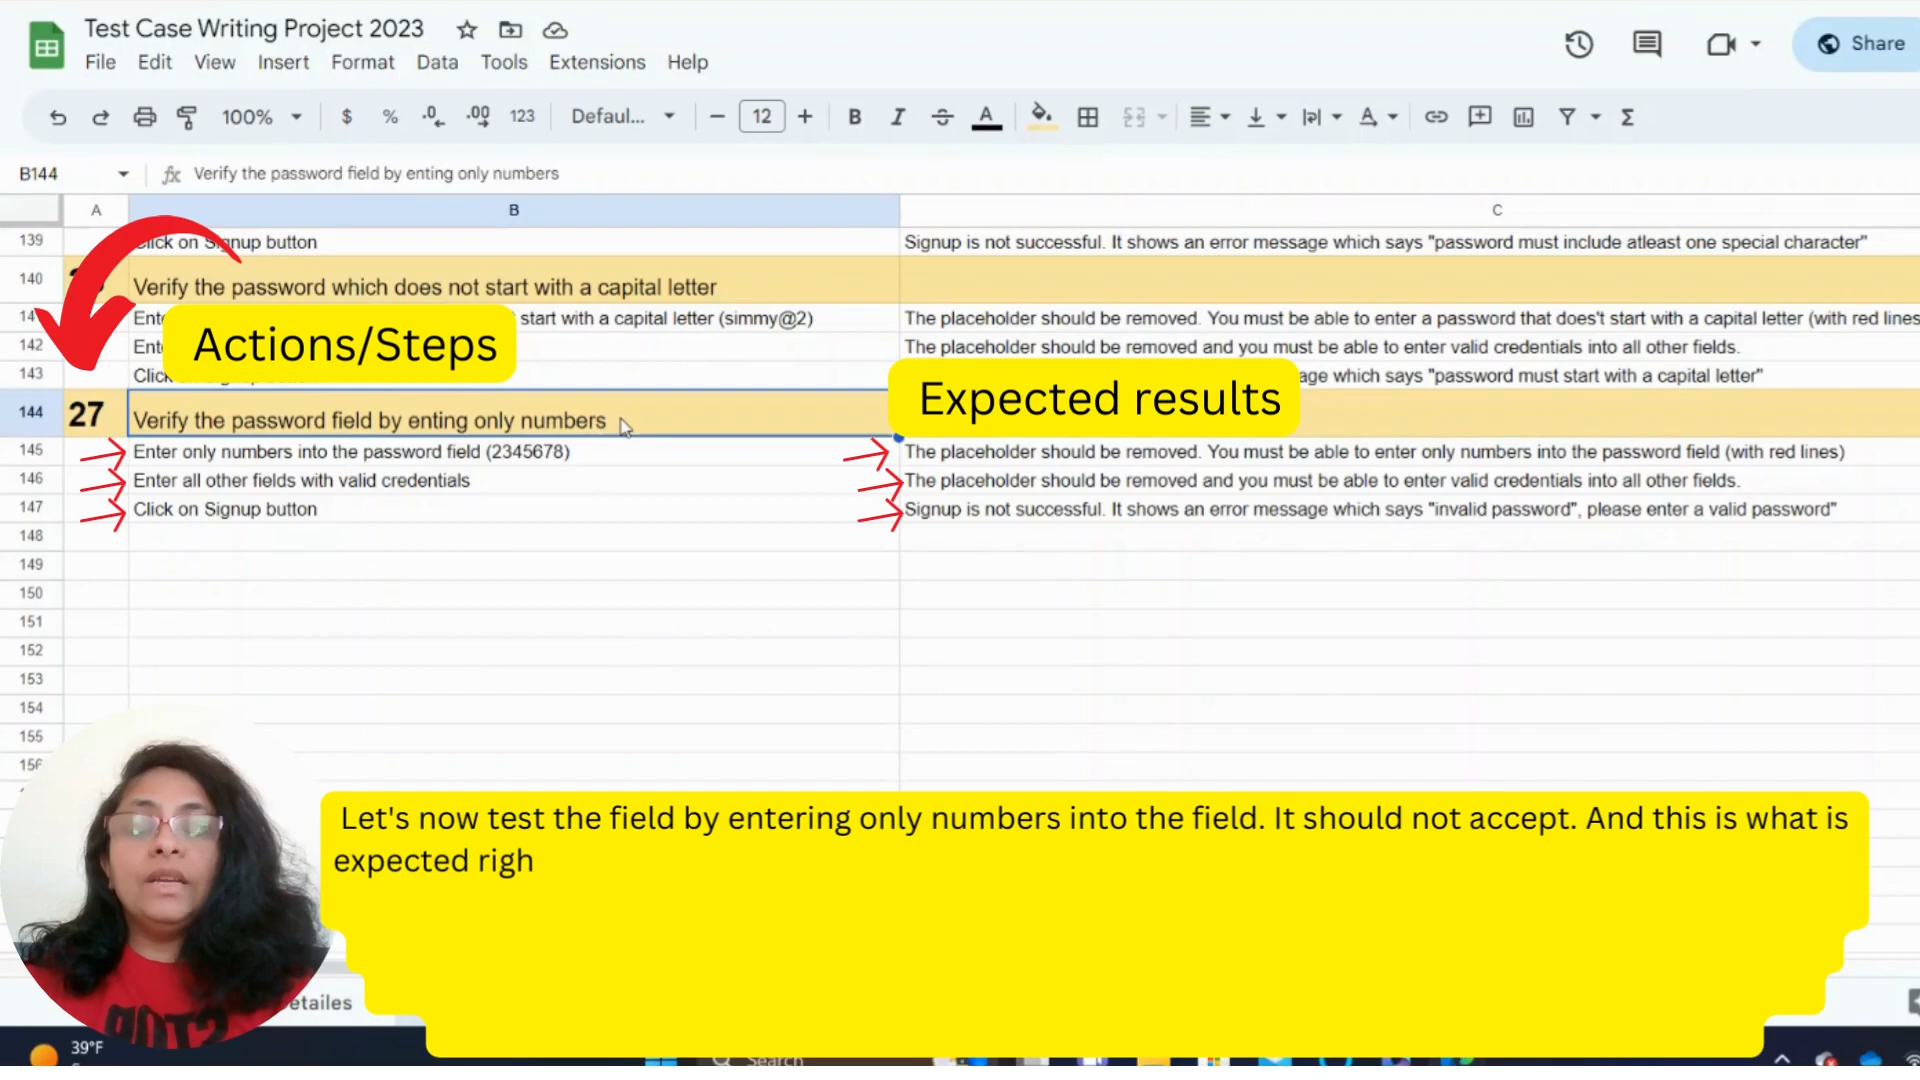 Test Case Writing Project 2023
File Edit View Insert Format Data Tools Extensions Help
Share
100% $ % .0 .00 123 Defaul... 12 B I A
B144 fx Verify the password field by enting only numbers
A B C
139 Click on Signup button Signup is not successful. It shows an error message which says "password must include atleast one special character"
140 Verify the password which does not start with a capital letter
start with a capital letter (simmy@2) The placeholder should be removed. You must be able to enter a password that does't start with a capital letter (with red lines
142 The placeholder should be removed and you must be able to enter valid credentials into all other fields.
Actions/Steps
143 Click which says "password must start with a capital letter"
Expected results
144 27 Verify the password field by enting only numbers
145 Enter only numbers into the password field (2345678) The placeholder should be removed. You must be able to enter only numbers into the password field (with red lines)
146 Enter all other fields with valid credentials The placeholder should be removed and you must be able to enter valid credentials into all other fields.
147 Click on Signup button Signup is not successful. It shows an error message which says "invalid password", please enter a valid password"
148
149
150
151
152
153
154
155
156
Let's now test the field by entering only numbers into the field. It should not accept. And this is what is
expected righ
etailes
39°F
Search